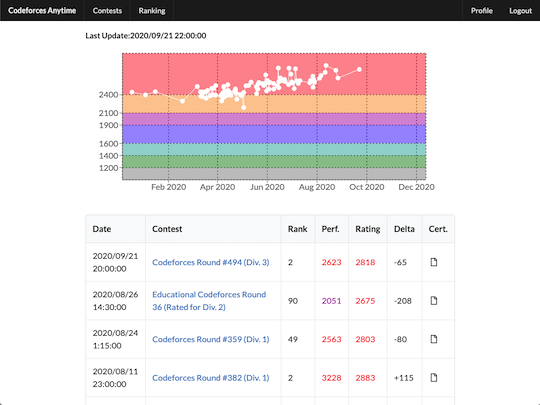 Codeforces Anytime Contests Ranking Profile Logout
Last Update:2020/09/21 22:00:00
2400
2100
1900
1600
1400
1200
Feb 2020 Apr 2020 Jun 2020 Aug 2020 Oct 2020 Dec 2020
Date Contest Rank Perf. Rating Delta Cert.
2020/09/21
20:00:00
Codeforces Round #494 (Div. 3) 2 2623 2818 -65
2020/08/26
14:30:00
Educational Codeforces Round
36 (Rated for Div. 2)
90 2051 2675 -208
2020/08/24
1:15:00
Codeforces Round #359 (Div. 1) 49 2563 2803 -80
2020/08/11
23:00:00
Codeforces Round #382 (Div. 1) 2 3228 2883 +115